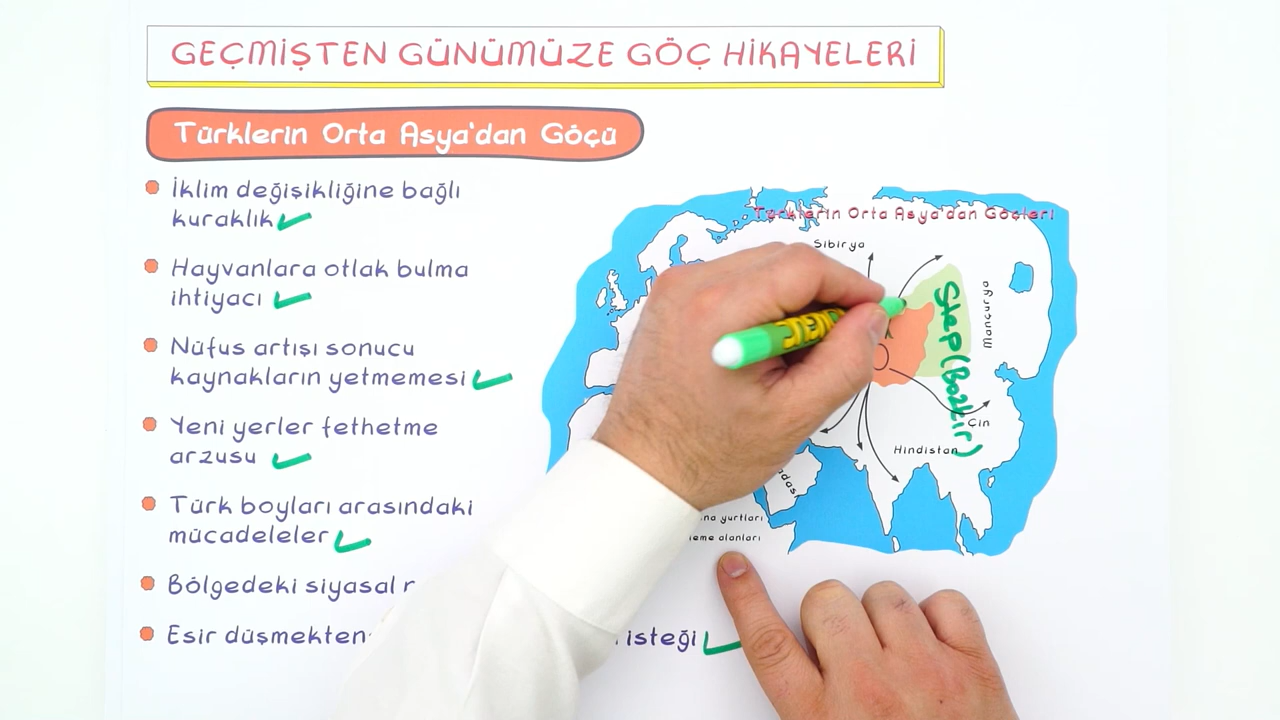 GEÇMİŞTEN GÜNÜMÜZE GÖÇ HİKAYELERİ
Türklerin Orta Asya'dan Göçü
İklim değişikliğine bağlı
kuraklık
Hayvanlara otlak bulma
ihtiyacı
Nüfus artışı sonucu
kaynakların yetmemesi
Yeni yerler fethetme
arzusu
Türk boyları arasındaki
mücadeleler
Bölgedeki siyasal
Esir düşmekten
isteği
Türklerin Orta Asya'dan Göçleri
Sibirya
Mançurya
Step (Bozkır)
Çin
Hindistan
yurtları
alanları